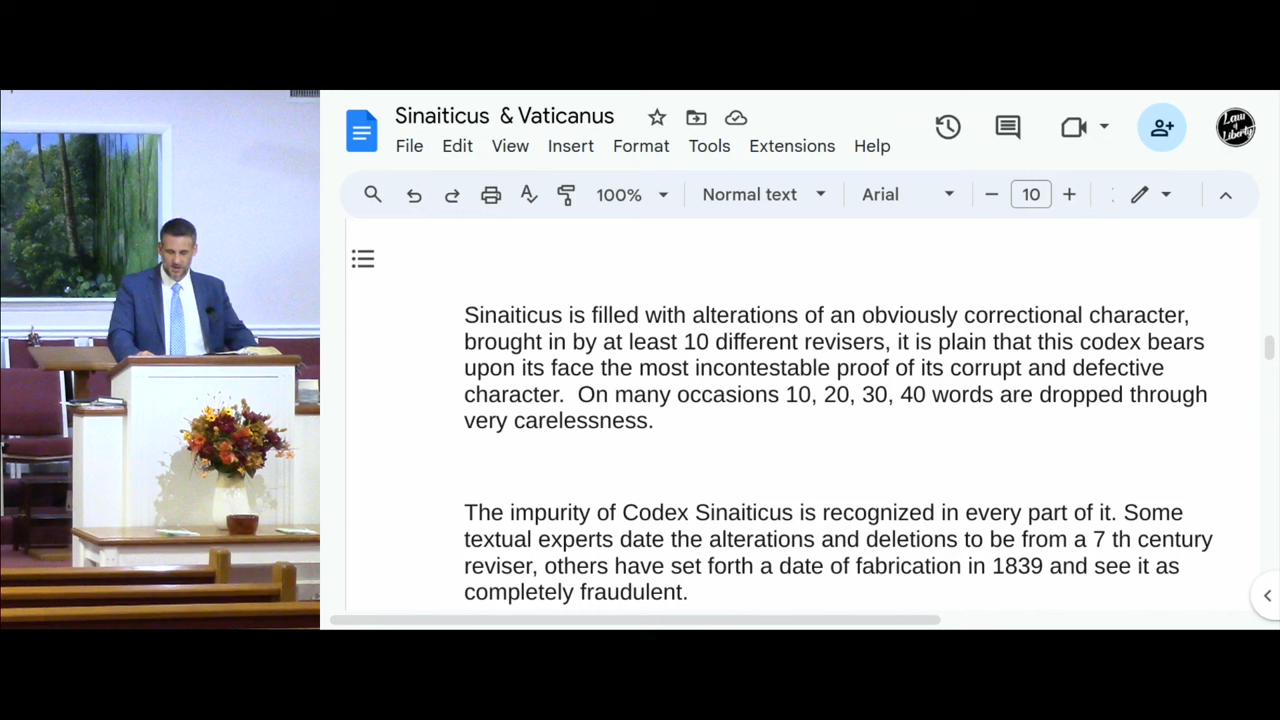 Sinaiticus & Vaticanus
File Edit View Insert Format Tools Extensions Help
Law of Liberty
100% Normal text Arial 10
Sinaiticus is filled with alterations of an obviously correctional character,
brought in by at least 10 different revisers, it is plain that this codex bears
upon its face the most incontestable proof of its corrupt and defective
character. On many occasions 10, 20, 30, 40 words are dropped through
very carelessness.
The impurity of Codex Sinaiticus is recognized in every part of it. Some
textual experts date the alterations and deletions to be from a 7 th century
reviser, others have set forth a date of fabrication in 1839 and see it as
completely fraudulent.